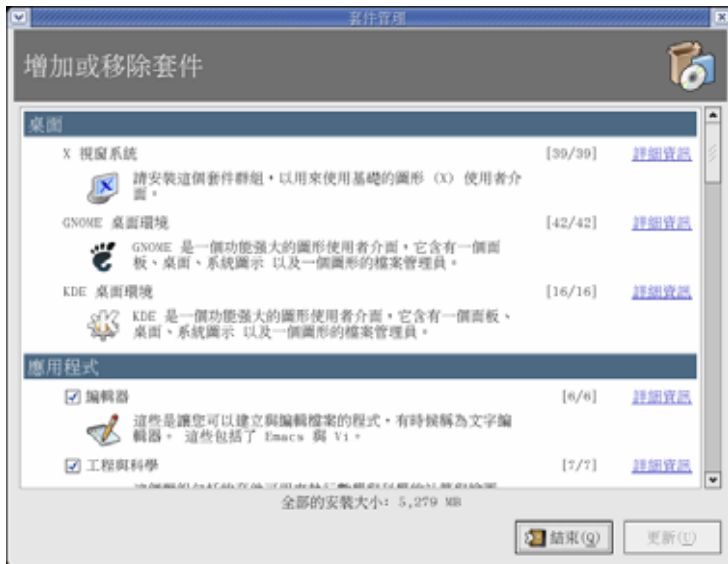 套件管理
增加或移除套件
桌面
X 視窗系統 [39/39] 詳細資訊
請安裝這個套件群組，以用來使用基礎的圖形 (X) 使用者介
面。
GNOME 桌面環境 [42/42] 詳細資訊
GNOME 是一個功能強大的圖形使用者介面，它含有一個面
板、桌面、系統圖示 以及一個圖形的檔案管理員。
KDE 桌面環境 [16/16] 詳細資訊
KDE 是一個功能強大的圖形使用者介面，它含有一個面板、
桌面、系統圖示 以及一個圖形的檔案管理員。
應用程式
編輯器 [6/6] 詳細資訊
這些是讓您可以建立與編輯檔案的程式，有時候稱為文字編
輯器。 這些包括了 Emacs 與 Vi。
工程與科學 [7/7] 詳細資訊
全部的安裝大小: 5,279 MB
結束(Q) 更新(U)